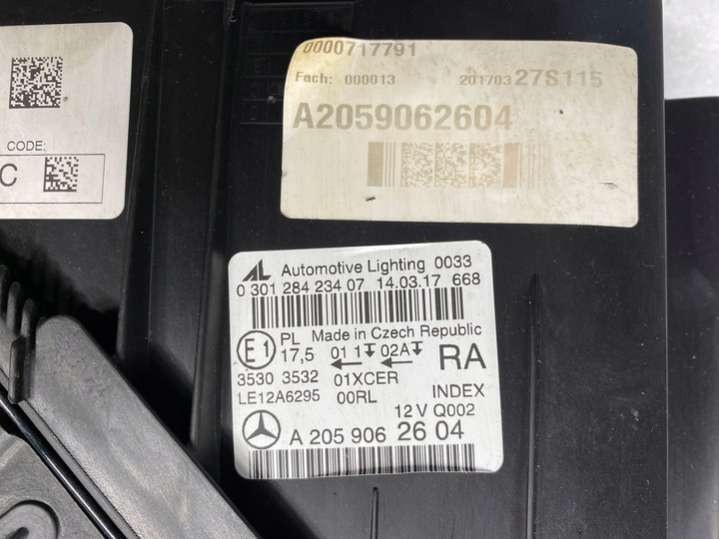 CODE:
C
0000717791
Fach: 000013 201703 27S115
A2059062604
AL Automotive Lighting 0033
0 301 284 234 07 14.03.17 668
E1 PL Made in Czech Republic
17,5 01 1 02A RA
3530 3532 01XCER
LE12A6295 00RL INDEX
12 V Q002
A 205 906 26 04